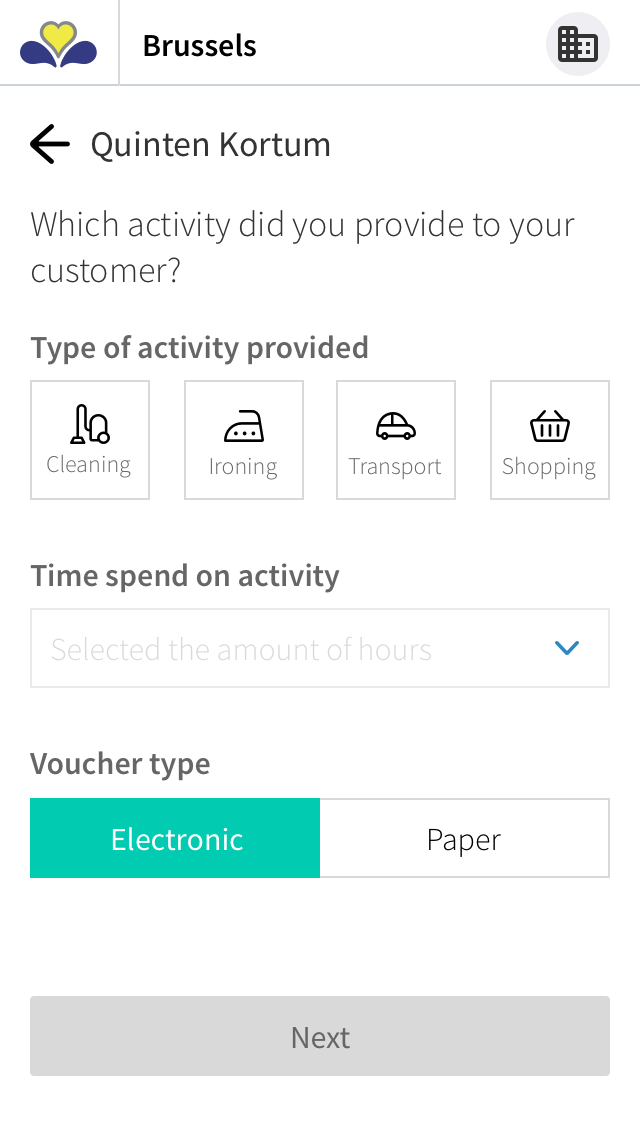 Brussels
Quinten Kortum
Which activity did you provide to your
customer?
Type of activity provided
Cleaning
Ironing
Transport
Shopping
Time spend on activity
Selected the amount of hours
Voucher type
Electronic
Paper
Next